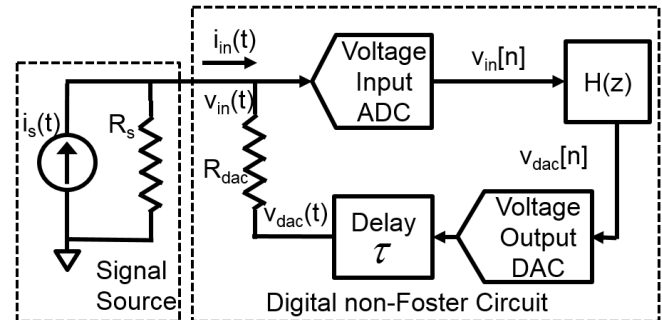 i_in(t)
Voltage
Input
ADC
v_in[n]
H(z)
i_s(t)
R_s
v_in(t)
R_dac
v_dac[n]
v_dac(t)
Delay
τ
Voltage
Output
DAC
Signal
Source
Digital non-Foster Circuit